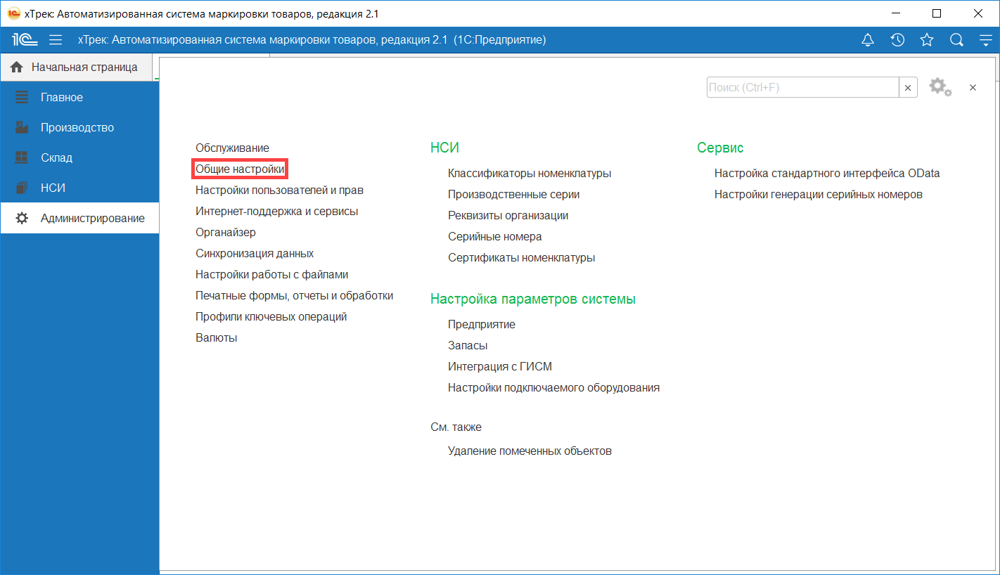 хТрек: Автоматизированная система маркировки товаров, редакция 2.1
1С хТрек: Автоматизированная система маркировки товаров, редакция 2.1 (1С:Предприятие)
Начальная страница
Поиск (Ctrl+F)
Главное
Производство
Склад
НСИ
Администрирование
Обслуживание
Общие настройки
Настройки пользователей и прав
Интернет-поддержка и сервисы
Органайзер
Синхронизация данных
Настройки работы с файлами
Печатные формы, отчеты и обработки
Профили ключевых операций
Валюты
НСИ
Классификаторы номенклатуры
Производственные серии
Реквизиты организации
Серийные номера
Сертификаты номенклатуры
Настройка параметров системы
Предприятие
Запасы
Интеграция с ГИСМ
Настройки подключаемого оборудования
См. также
Удаление помеченных объектов
Сервис
Настройка стандартного интерфейса OData
Настройки генерации серийных номеров